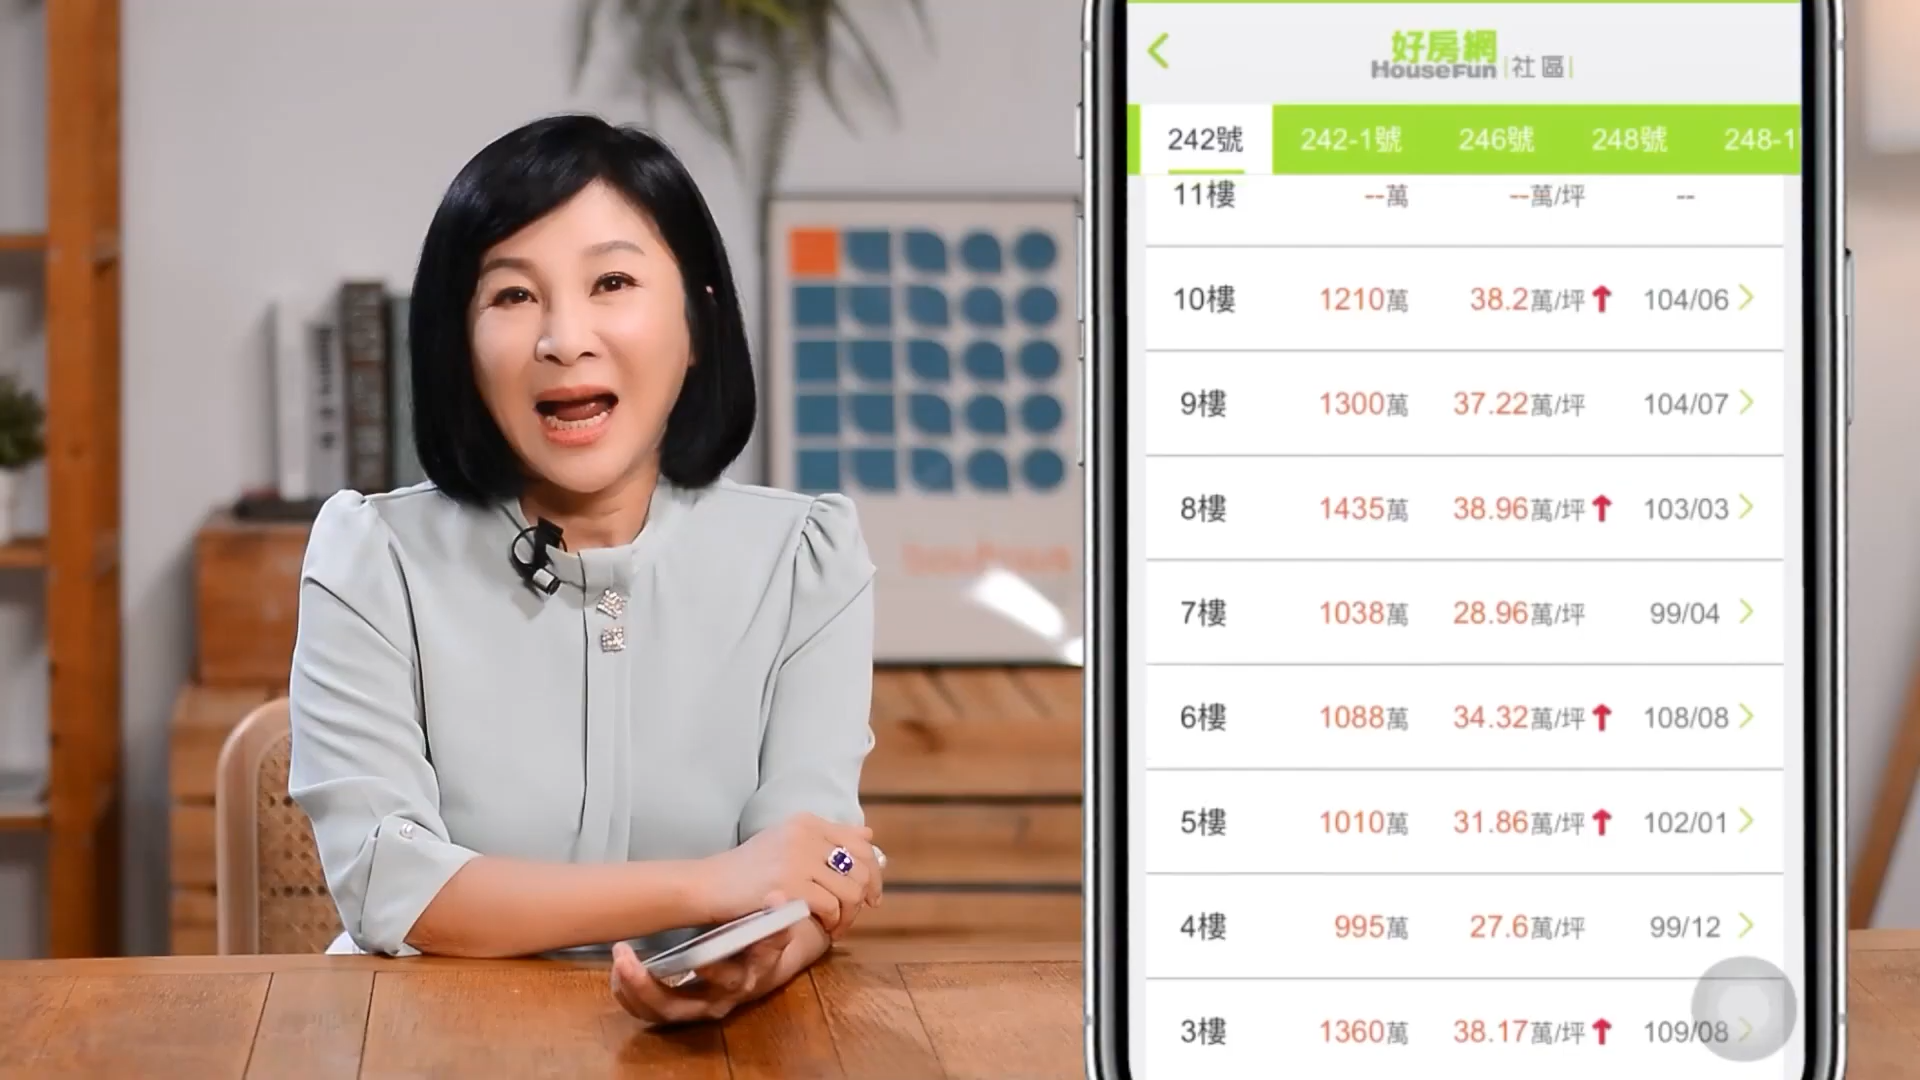 好房網
HouseFun 社區
242號 242-1號 246號 248號 248-1
11樓 --萬 --萬/坪 --
10樓 1210萬 38.2萬/坪 104/06
9樓 1300萬 37.22萬/坪 104/07
8樓 1435萬 38.96萬/坪 103/03
7樓 1038萬 28.96萬/坪 99/04
6樓 1088萬 34.32萬/坪 108/08
5樓 1010萬 31.86萬/坪 102/01
4樓 995萬 27.6萬/坪 99/12
3樓 1360萬 38.17萬/坪 109/08